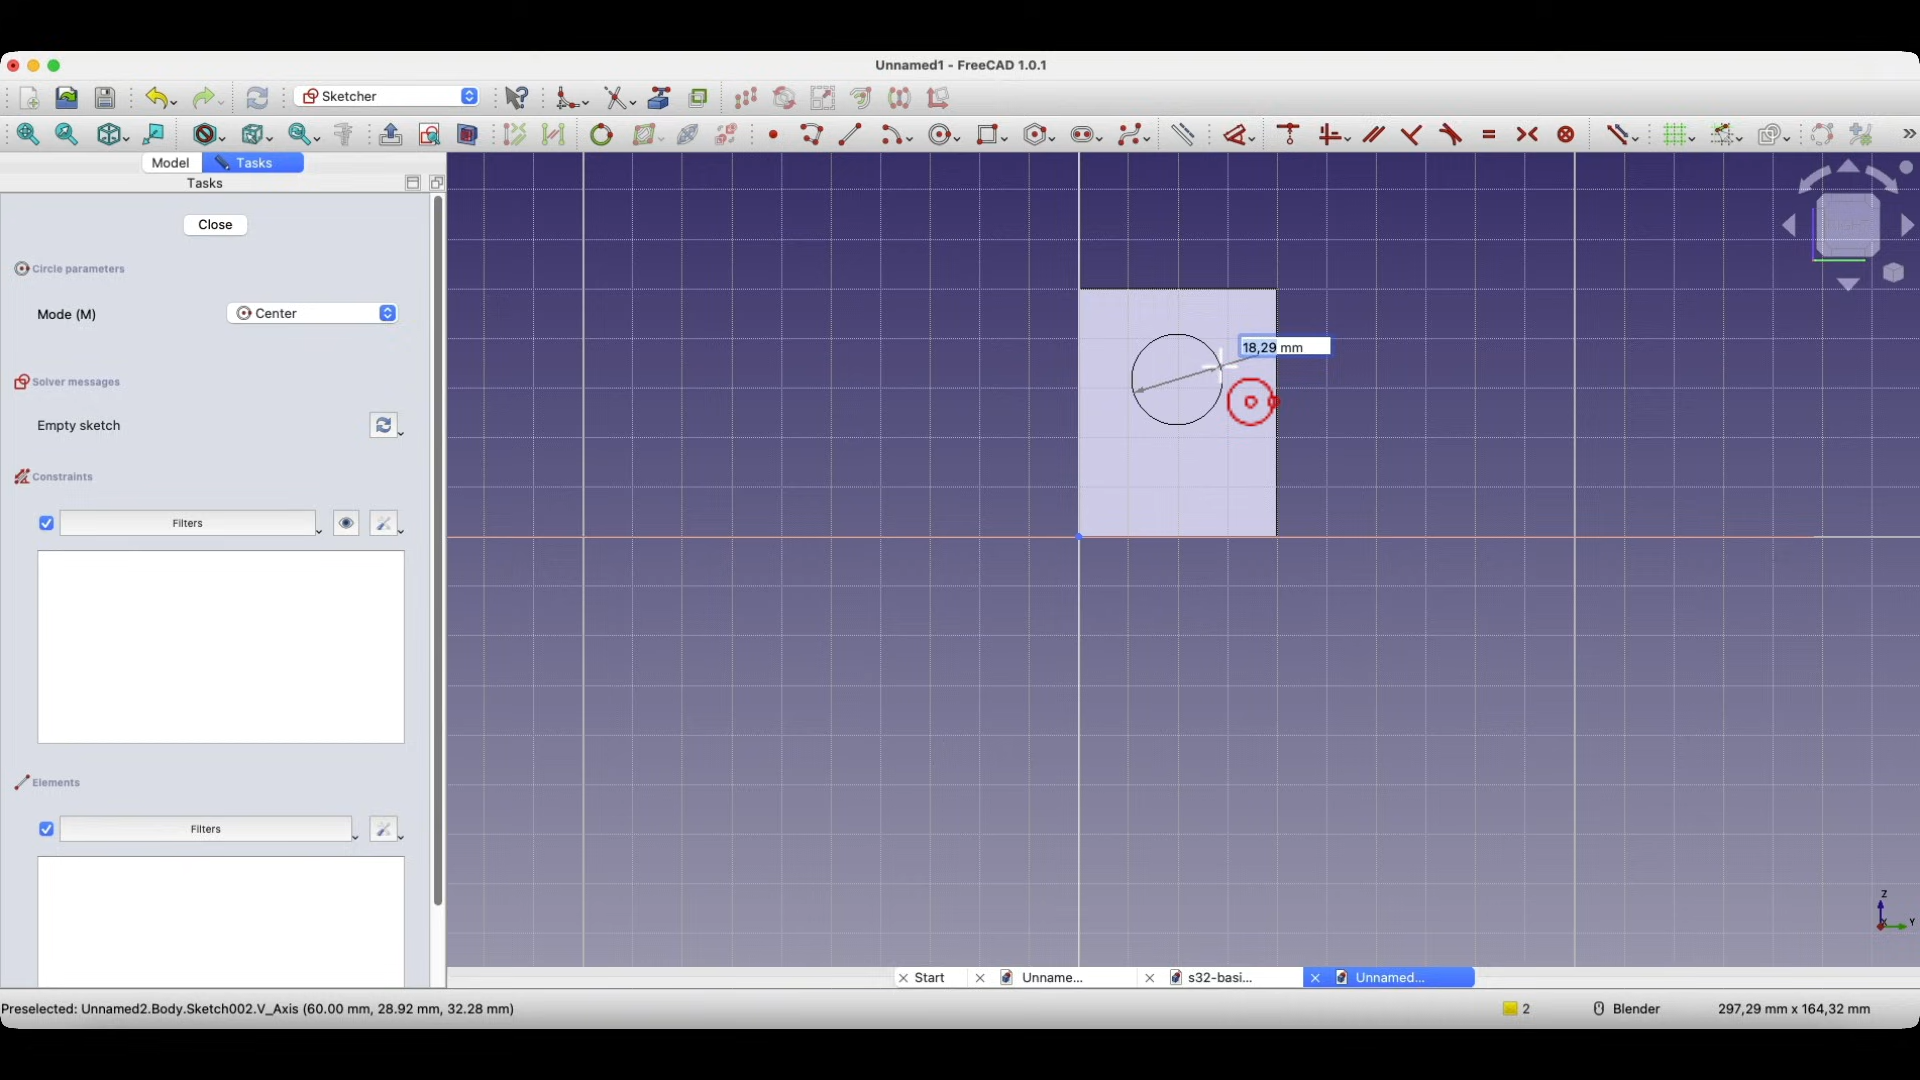 Unnamed1 - FreeCAD 1.0.1
Sketcher
Model
Tasks
Tasks
Close
Circle parameters
Mode (M)
Center
Solver messages
Empty sketch
Constraints
Filters
Elements
Filters
18,29 mm
Z
Y
Start
Unname...
s32-basi...
Unnamed...
Preselected: Unnamed2.Body.Sketch002.V_Axis (60.00 mm, 28.92 mm, 32.28 mm)
2
Blender
297,29 mm x 164,32 mm